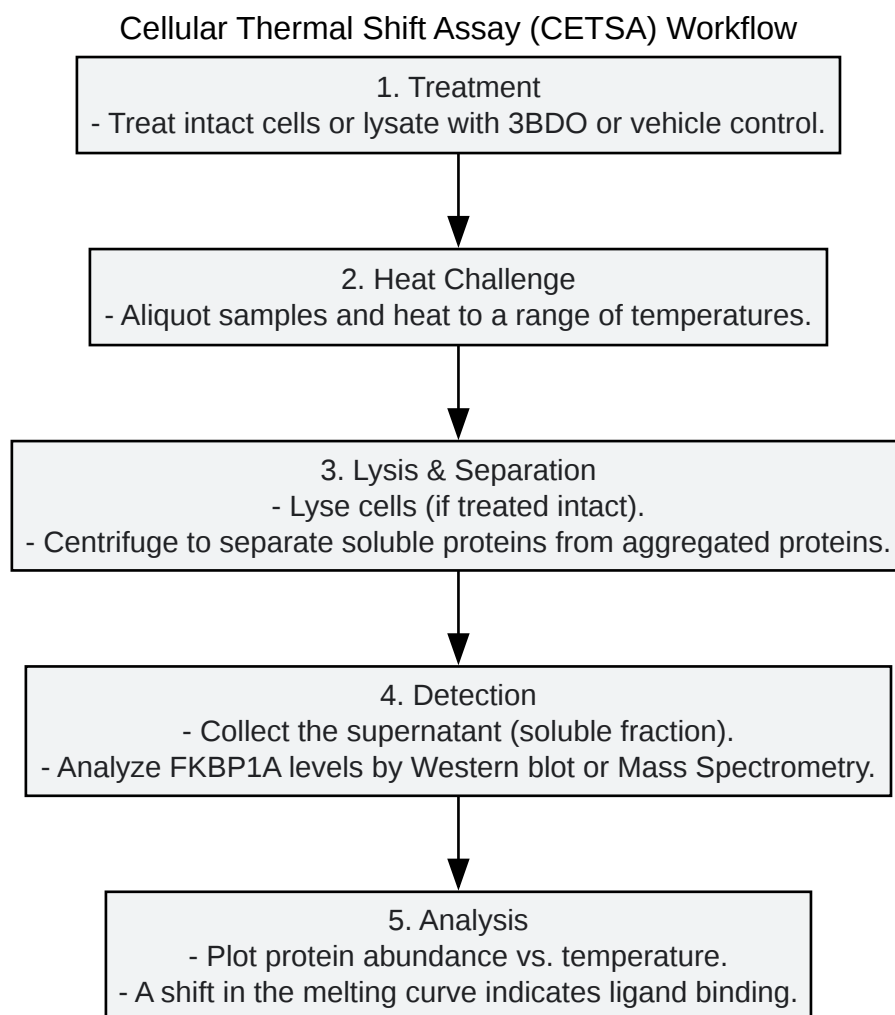 Cellular Thermal Shift Assay (CETSA) Workflow
1. Treatment
- Treat intact cells or lysate with 3BDO or vehicle control.
2. Heat Challenge
- Aliquot samples and heat to a range of temperatures.
3. Lysis & Separation
- Lyse cells (if treated intact).
- Centrifuge to separate soluble proteins from aggregated proteins.
4. Detection
- Collect the supernatant (soluble fraction).
- Analyze FKBP1A levels by Western blot or Mass Spectrometry.
5. Analysis
- Plot protein abundance vs. temperature.
- A shift in the melting curve indicates ligand binding.